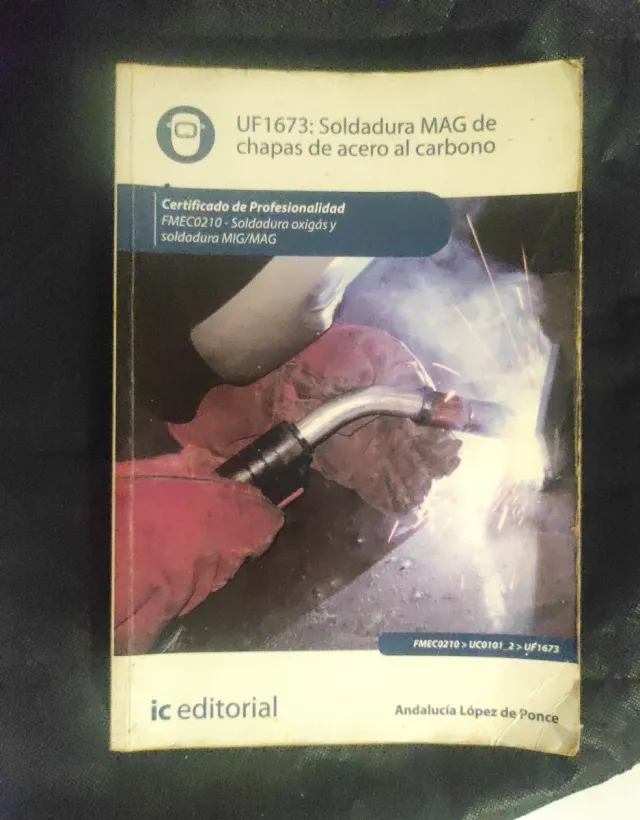 UF1673: Soldadura MAG de
chapas de acero al carbono
Certificado de Profesionalidad
FMEC0210 - Soldadura oxigás y
soldadura MIG/MAG
FMEC0210 > UC0101_2 > UF1673
ic editorial
Andalucía López de Ponce